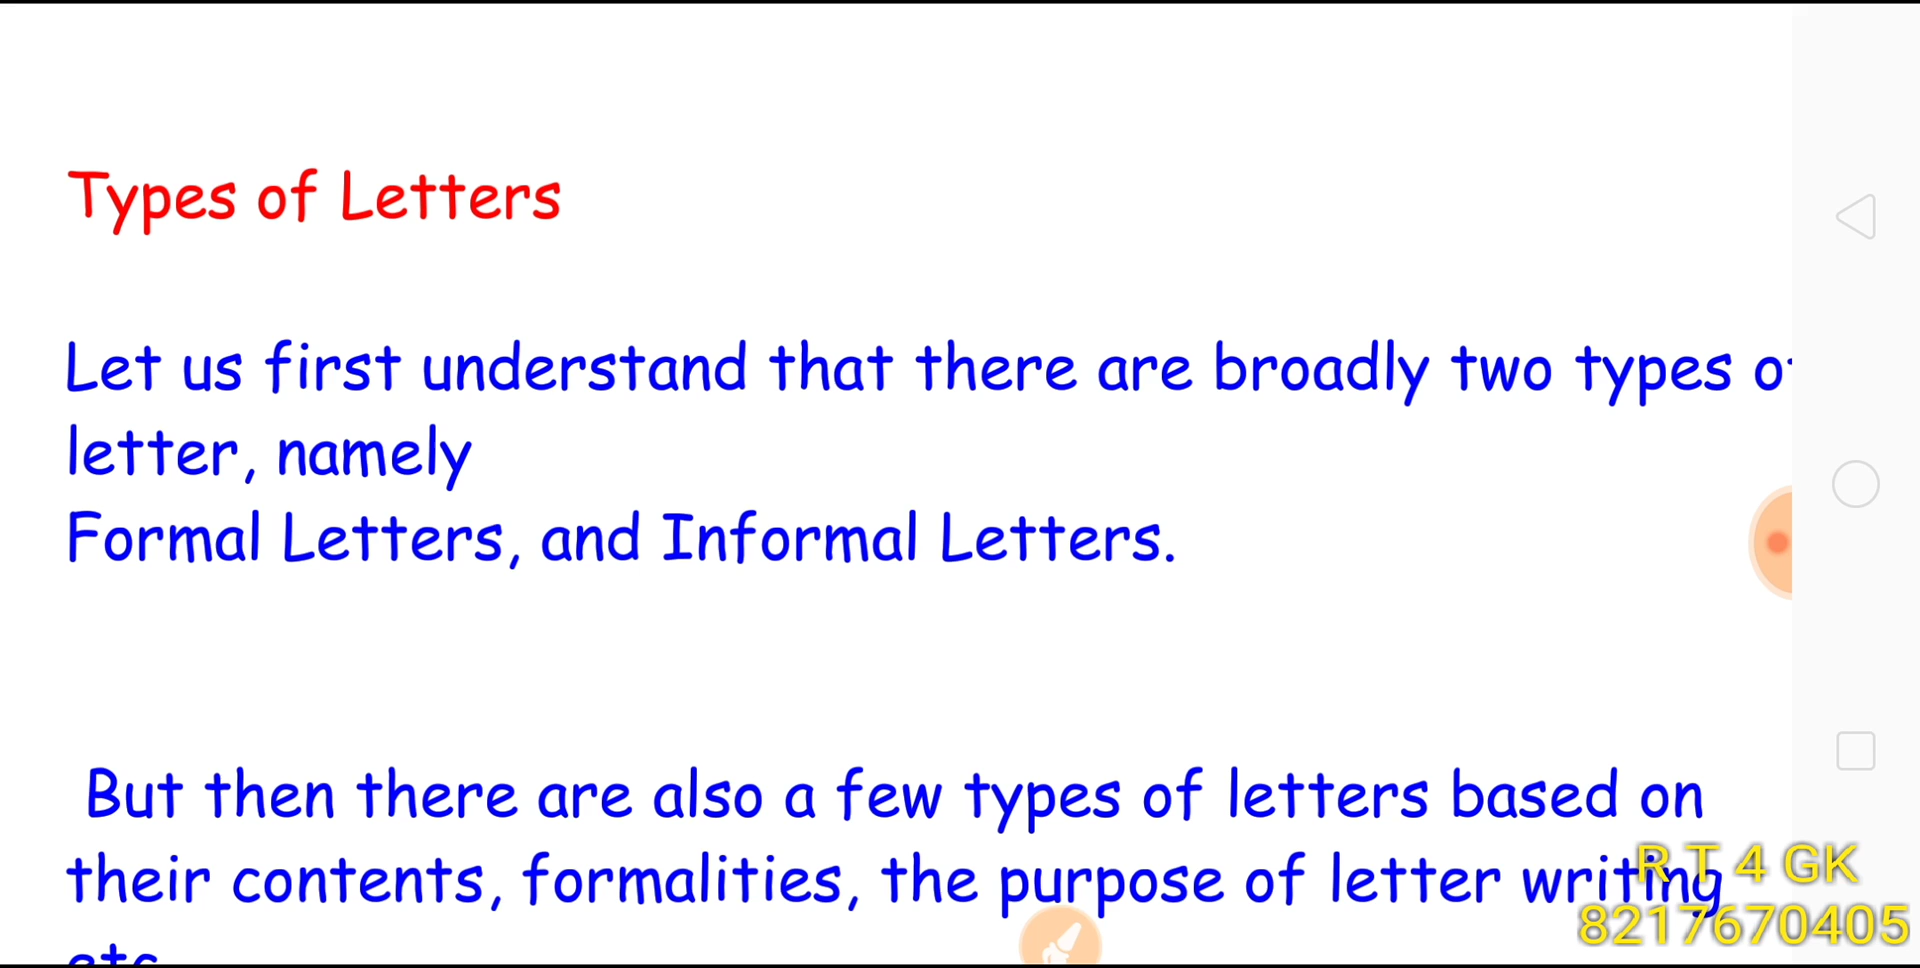 Types of Letters
Let us first understand that there are broadly two types
letter, namely
Formal Letters, and Informal Letters.
But then there are also a few types of letters based on
their contents, formalities, the purpose of letter writing
R T 4 GK
8217670405
etc